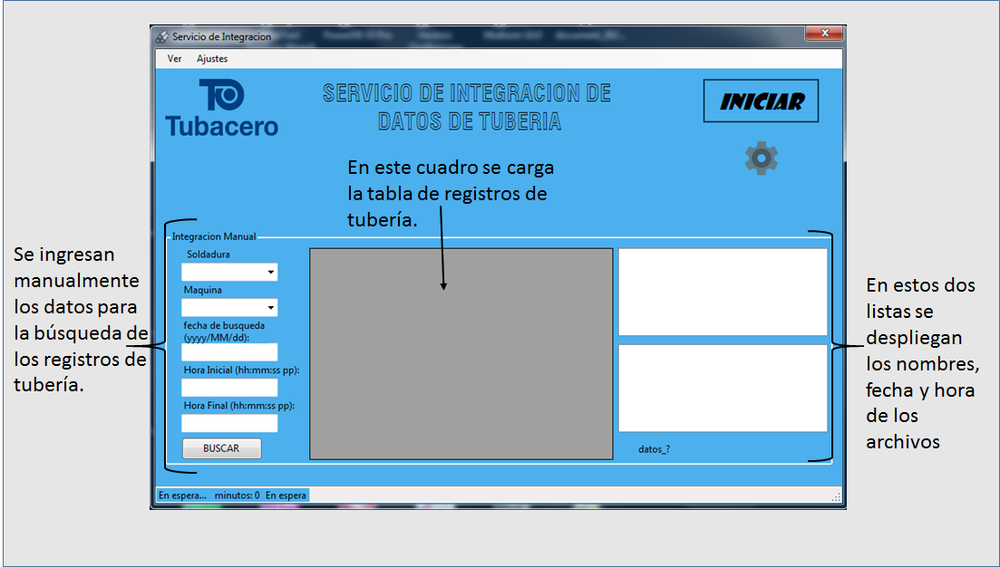 Servicio de Integracion
Ver Ajustes
TO
Tubacero
SERVICIO DE INTEGRACION DE
DATOS DE TUBERIA
INICIAR
En este cuadro se carga
la tabla de registros de
tubería.
Se ingresan
manualmente
los datos para
la búsqueda de
los registros de
tubería.
Integracion Manual
Soldadura
Maquina
fecha de busqueda
(yyyy/MM/dd):
Hora Inicial (hh:mm:ss pp):
Hora Final (hh:mm:ss pp):
BUSCAR
datos_?
En estos dos
listas se
despliegan
los nombres,
fecha y hora
de los
archivos
En espera... minutos: 0 En espera